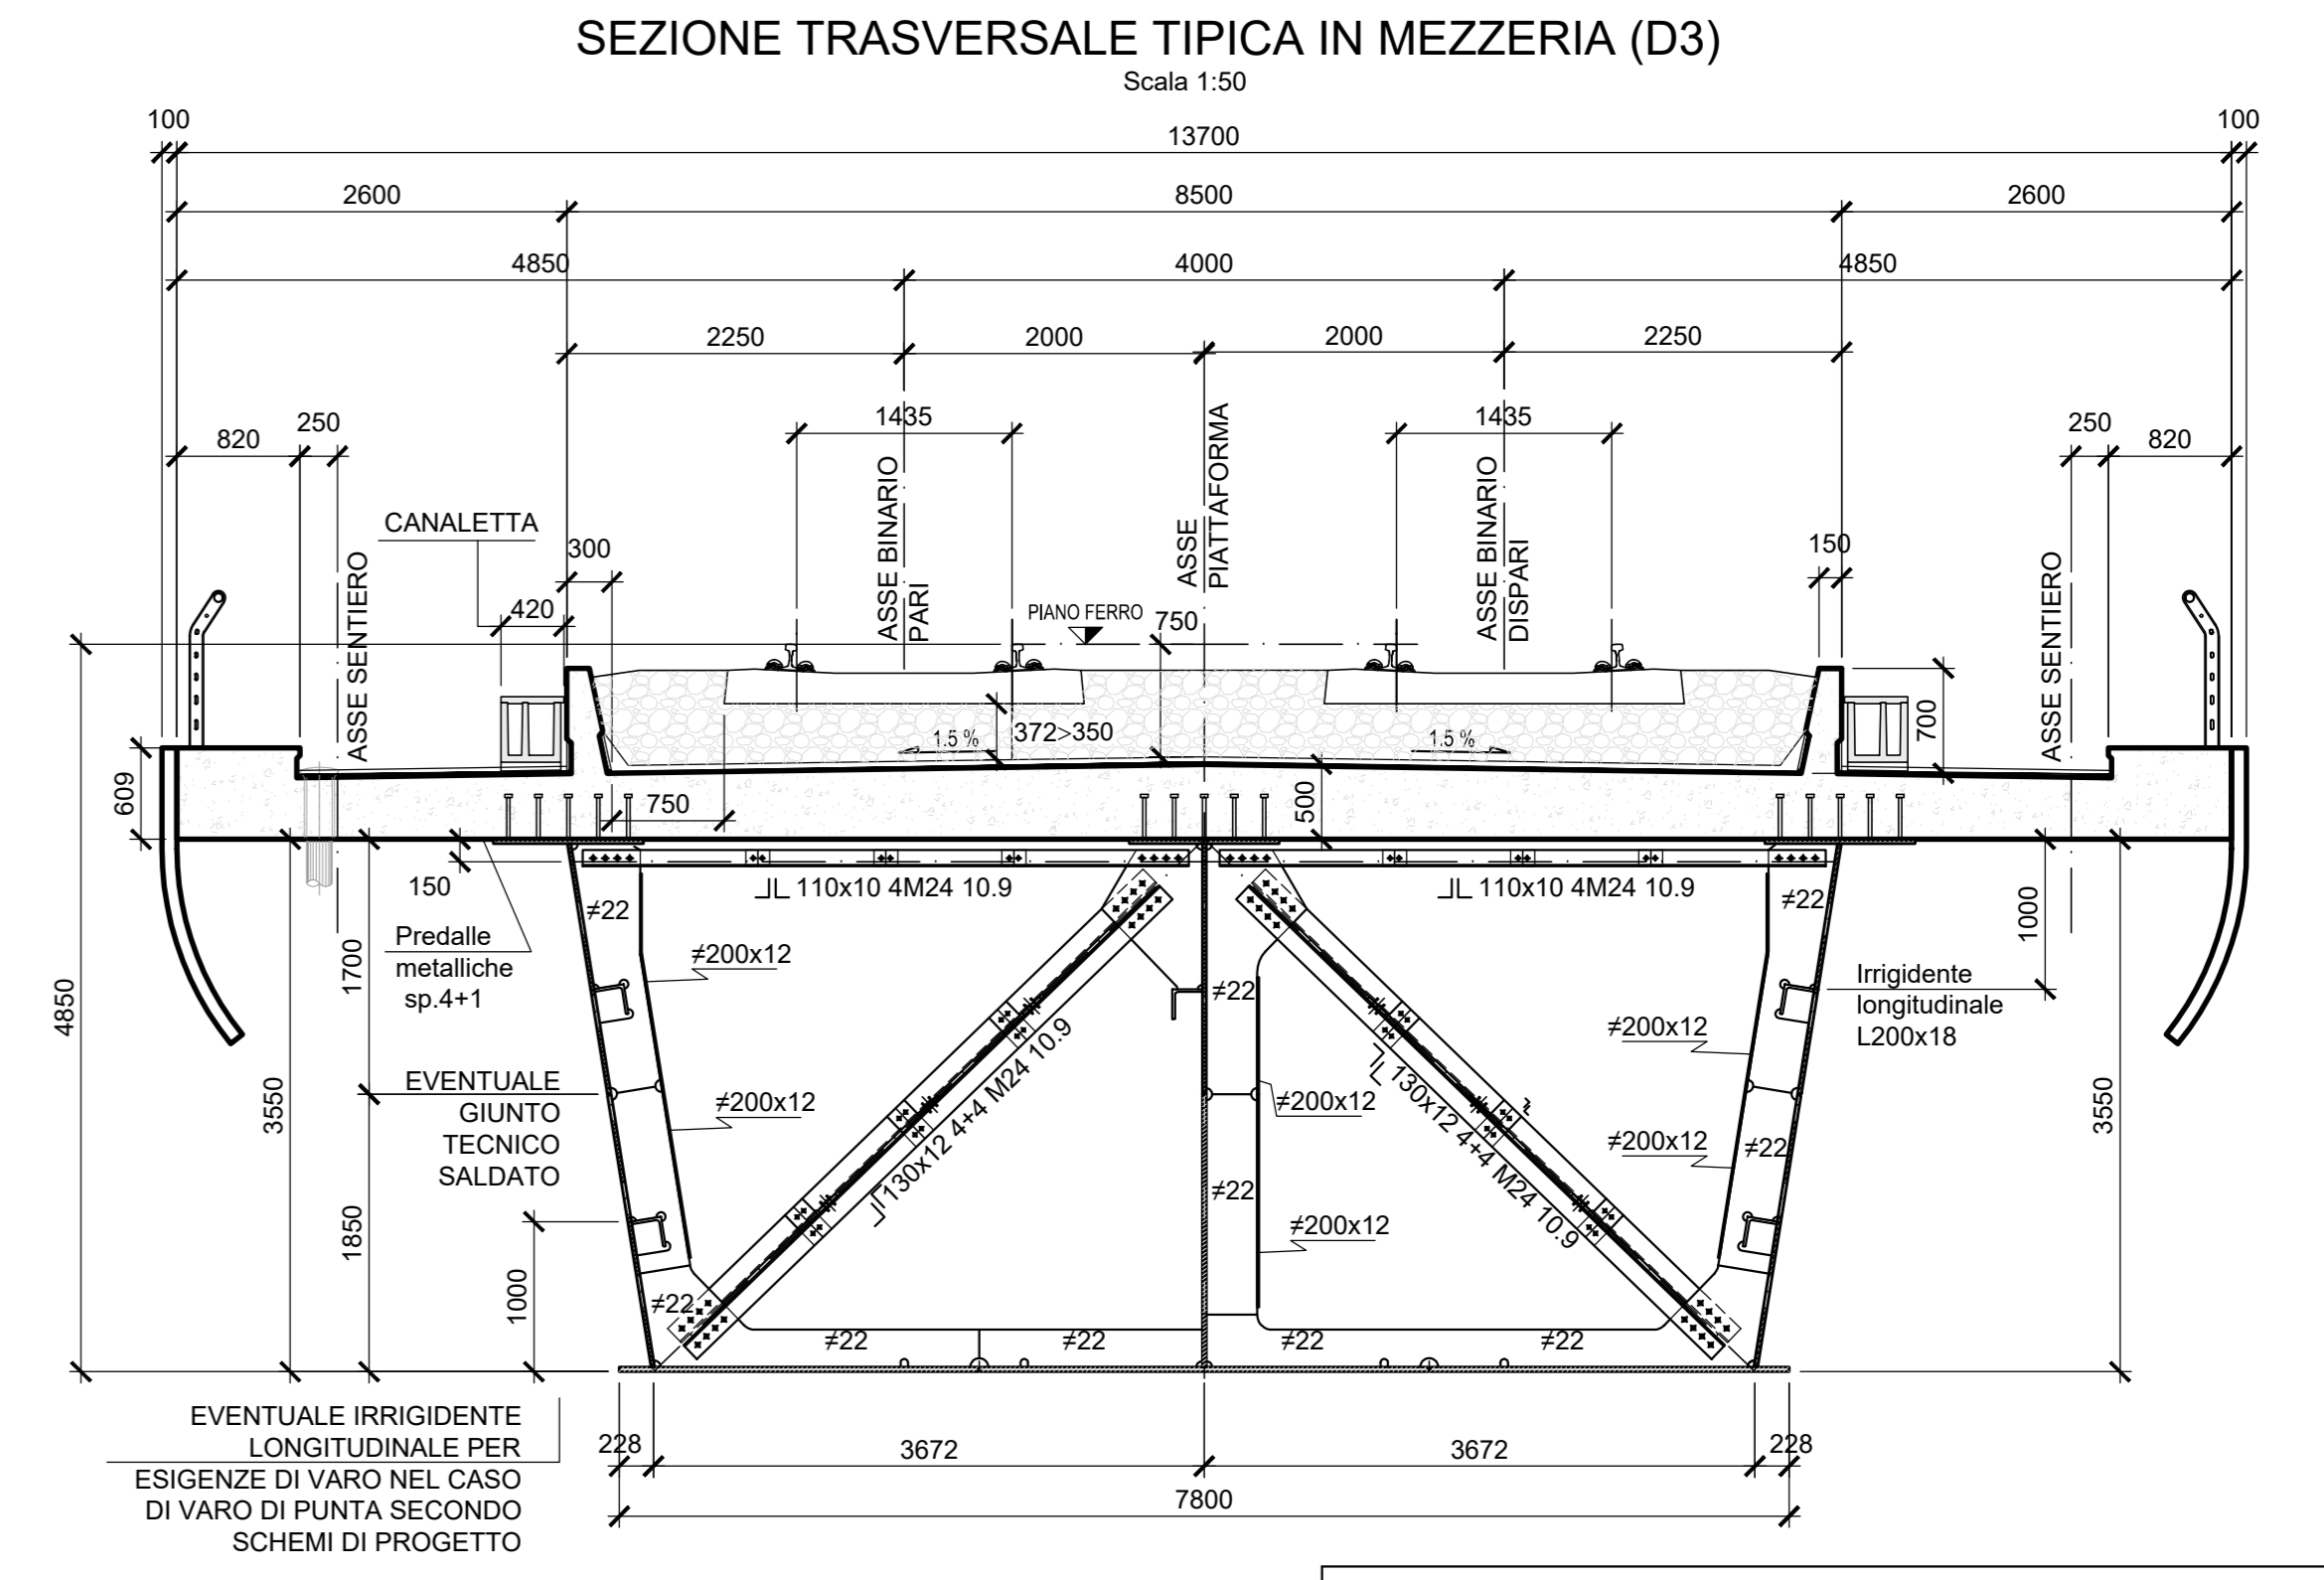 SEZIONE TRASVERSALE TIPICA IN MEZZERIA (D3)
Scala 1:50
100
13700
100
2600
8500
2600
4850
4000
4850
2250
2000
2000
2250
1435
1435
820
250
250
820
ASSE SENTIERO
CANALETTA
300
420
ASSE BINARIO
PARI
ASSE
PIATTAFORMA
ASSE BINARIO
DISPARI
PIANO FERRO
750
150
ASSE SENTIERO
700
609
1.5 %
372>350
1.5 %
750
500
150
110x10 4M24 10.9
110x10 4M24 10.9
≠22
≠22
1000
Predalle
metalliche
sp.4+1
1700
≠200x12
≠22
Irrigidente
longitudinale
L200x18
≠200x12
4850
3550
EVENTUALE
GIUNTO
TECNICO
SALDATO
≠200x12
130x12 4+4 M24 10.9
≠200x12
130x12 4+4 M24 10.9
≠200x12
≠22
3550
1850
1000
≠22
≠200x12
≠22
≠22
≠22
≠22
≠22
EVENTUALE IRRIGIDENTE
LONGITUDINALE PER
ESIGENZE DI VARO NEL CASO
DI VARO DI PUNTA SECONDO
SCHEMI DI PROGETTO
228
3672
3672
228
7800